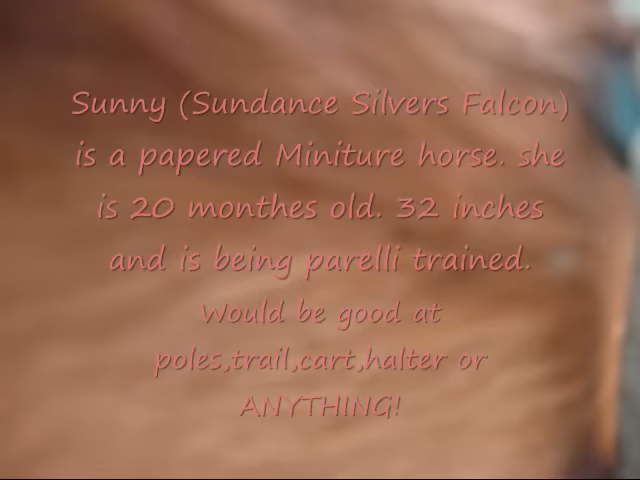 Sunny (Sundance Silvers Falcon)
is a papered Miniture horse. she
is 20 monthes old. 32 inches
and is being parelli trained.
Would be good at
poles,trail,cart,halter or
ANYTHING!